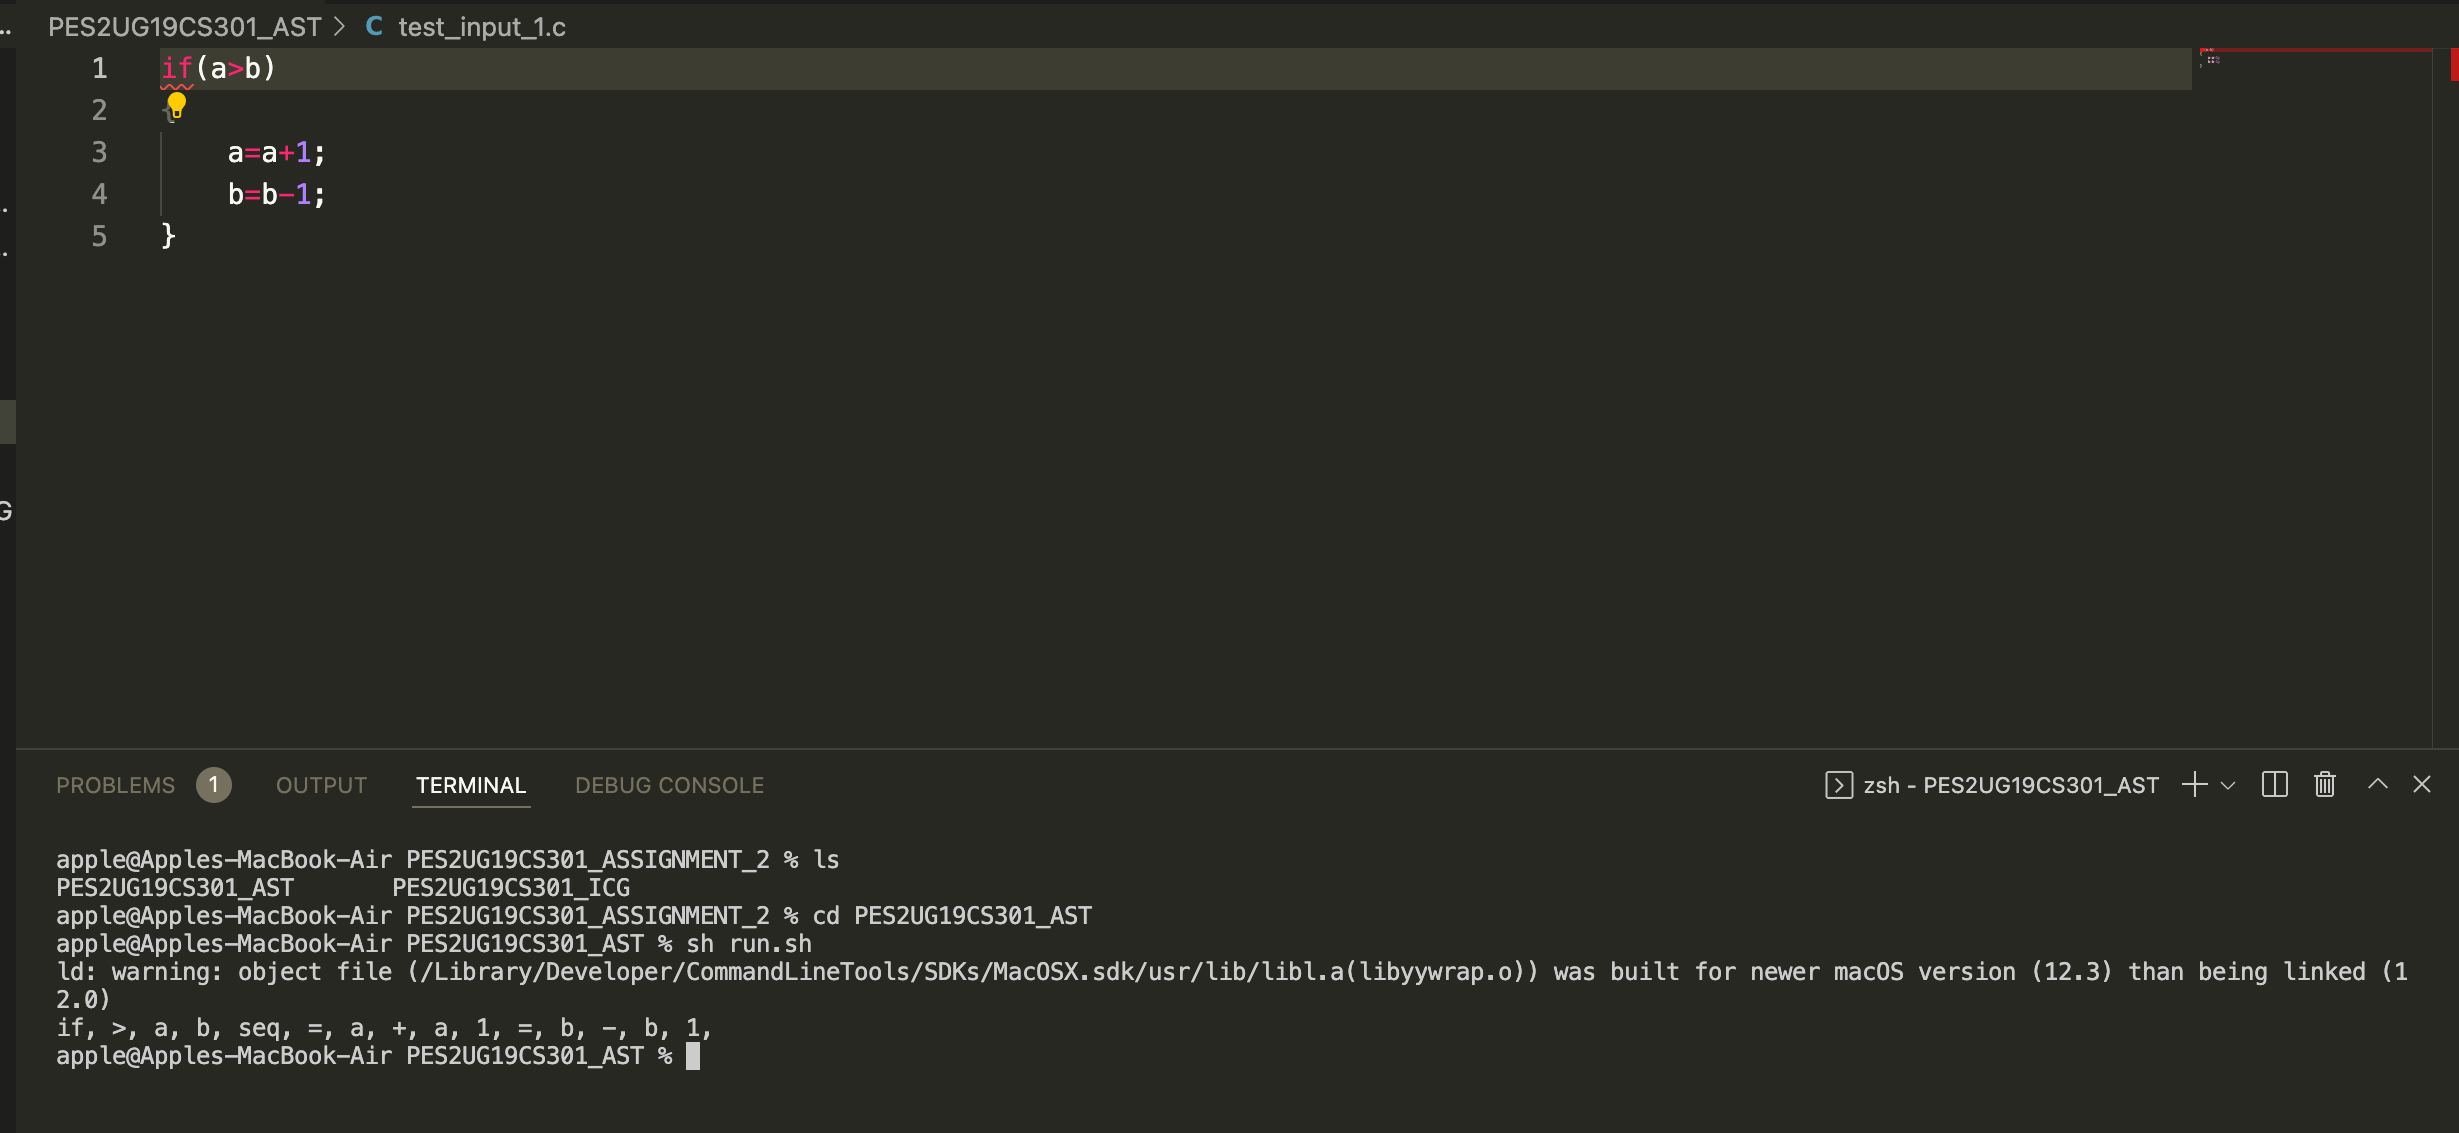 PES2UG19CS301_AST > C test_input_1.c
1 if(a>b)
2 {
3 a=a+1;
4 b=b-1;
5 }
G
PROBLEMS 1 OUTPUT TERMINAL DEBUG CONSOLE zsh - PES2UG19CS301_AST
apple@Apples-MacBook-Air PES2UG19CS301_ASSIGNMENT_2 % ls
PES2UG19CS301_AST PES2UG19CS301_ICG
apple@Apples-MacBook-Air PES2UG19CS301_ASSIGNMENT_2 % cd PES2UG19CS301_AST
apple@Apples-MacBook-Air PES2UG19CS301_AST % sh run.sh
ld: warning: object file (/Library/Developer/CommandLineTools/SDKs/MacOSX.sdk/usr/lib/libl.a(libyywrap.o)) was built for newer macOS version (12.3) than being linked (1
2.0)
if, >, a, b, seq, =, a, +, a, 1, =, b, -, b, 1,
apple@Apples-MacBook-Air PES2UG19CS301_AST %